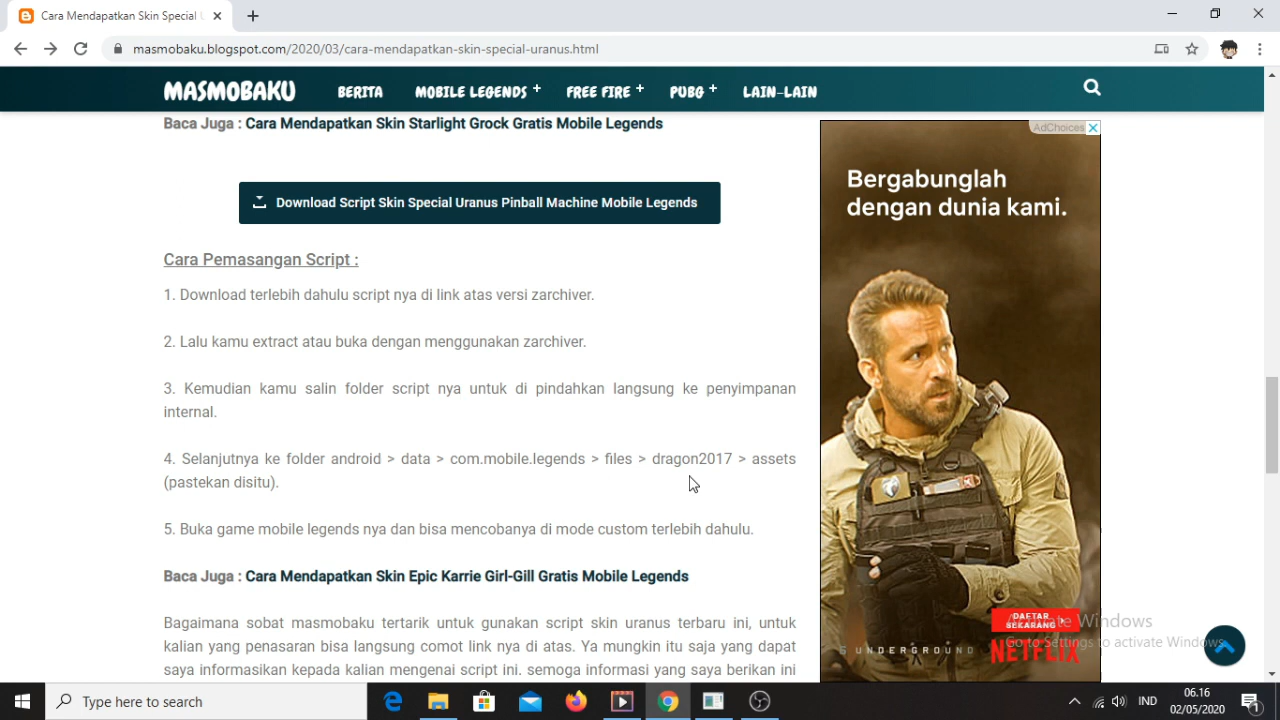 Cara Mendapatkan Skin Special U
masmobaku.blogspot.com/2020/03/cara-mendapatkan-skin-special-uranus.html
MASMOBAKU BERITA MOBILE LEGENDS + FREE FIRE + PUBG + LAIN-LAIN
Baca Juga : Cara Mendapatkan Skin Starlight Grock Gratis Mobile Legends
Download Script Skin Special Uranus Pinball Machine Mobile Legends
Cara Pemasangan Script :
1. Download terlebih dahulu script nya di link atas versi zarchiver.
2. Lalu kamu extract atau buka dengan menggunakan zarchiver.
3. Kemudian kamu salin folder script nya untuk di pindahkan langsung ke penyimpanan
internal.
4. Selanjutnya ke folder android > data > com.mobile.legends > files > dragon2017 > assets
(pastekan disitu).
5. Buka game mobile legends nya dan bisa mencobanya di mode custom terlebih dahulu.
Baca Juga : Cara Mendapatkan Skin Epic Karrie Girl-Gill Gratis Mobile Legends
Bagaimana sobat masmobaku tertarik untuk gunakan script skin uranus terbaru ini, untuk
kalian yang penasaran bisa langsung comot link nya di atas. Ya mungkin itu saja yang dapat
saya informasikan kepada kalian mengenai script ini. semoga informasi yang saya berikan ini
AdChoices
Bergabunglah
dengan dunia kami.
DAFTAR
SEKARANG
6 UNDERGROUND
NETFLIX
Activate Windows
Go to Settings to activate Windows.
Type here to search
IND
06.16
02/05/2020
1